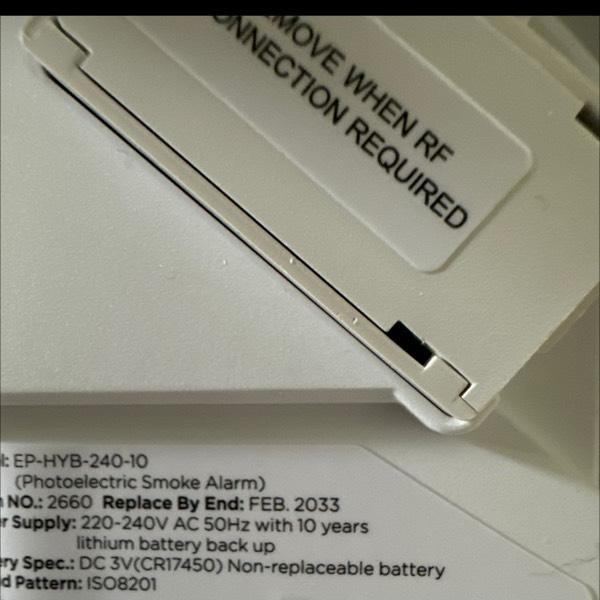 REMOVE WHEN RF
CONNECTION REQUIRED
EP-HYB-240-10
(Photoelectric Smoke Alarm)
NO.: 2660 Replace By End: FEB. 2033
Supply: 220-240V AC 50Hz with 10 years
lithium battery back up
Spec.: DC 3V(CR17450) Non-replaceable battery
Pattern: ISO8201